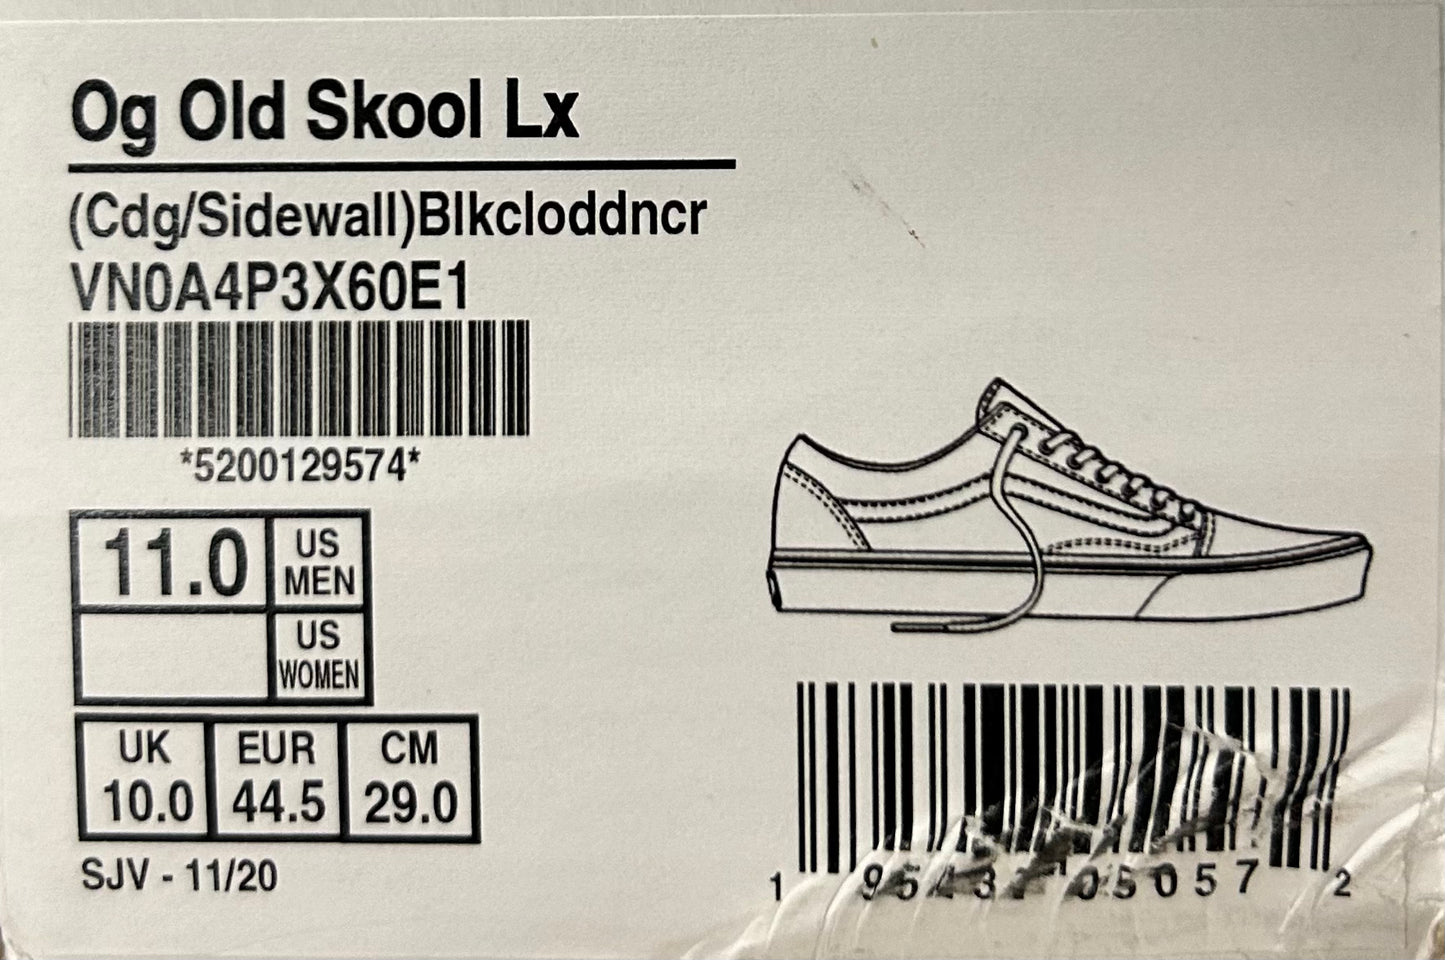 Og Old Skool Lx
(Cdg/Sidewall)Blkcloddncr
VN0A4P3X60E1
*5200129574*
11.0 US MEN
US WOMEN
UK EUR CM
10.0 44.5 29.0
SJV - 11/20